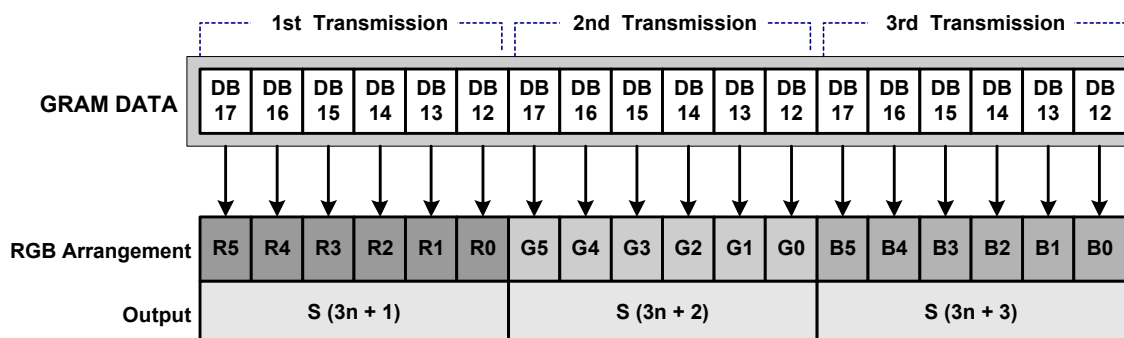 1st Transmission 2nd Transmission 3rd Transmission
GRAM DATA DB 17 DB 16 DB 15 DB 14 DB 13 DB 12 DB 17 DB 16 DB 15 DB 14 DB 13 DB 12 DB 17 DB 16 DB 15 DB 14 DB 13 DB 12
RGB Arrangement R5 R4 R3 R2 R1 R0 G5 G4 G3 G2 G1 G0 B5 B4 B3 B2 B1 B0
Output S (3n + 1) S (3n + 2) S (3n + 3)